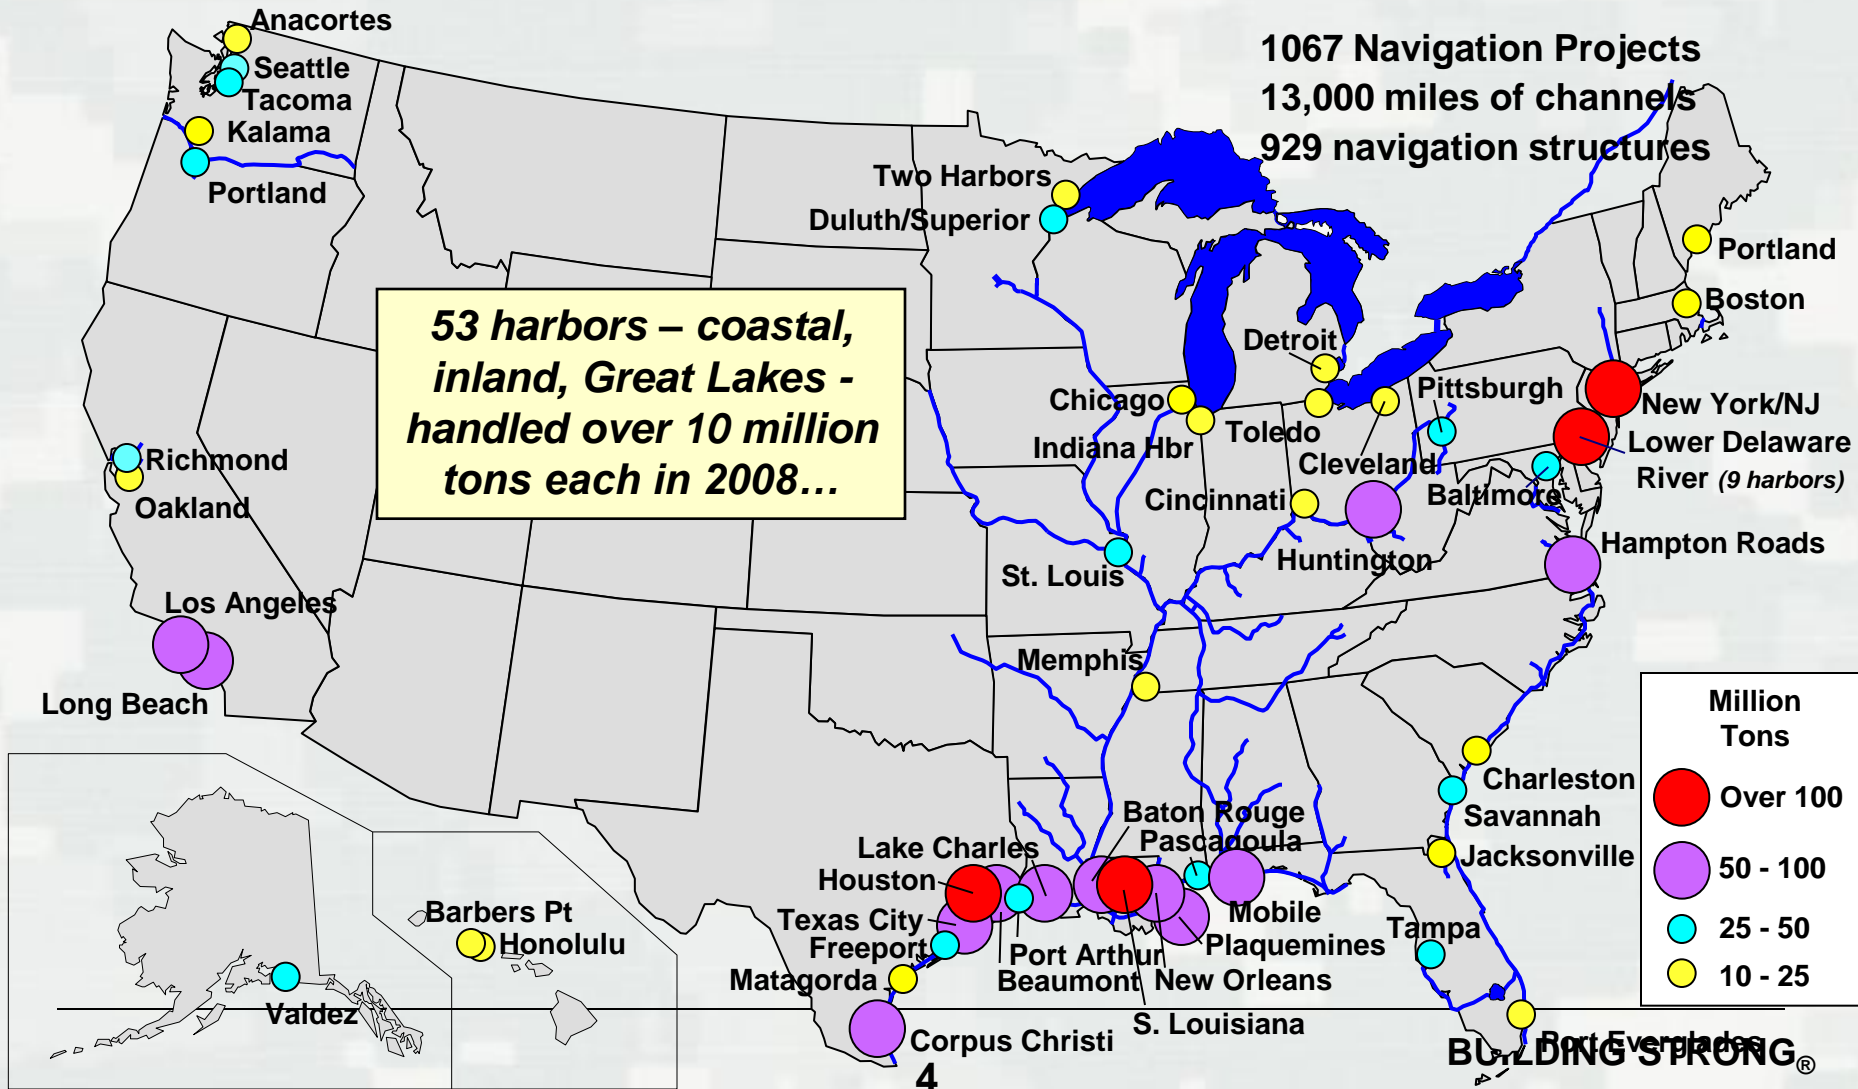 Anacortes
Seattle
Tacoma
Kalama
Portland
1067 Navigation Projects
13,000 miles of channels
929 navigation structures
Two Harbors
Duluth/Superior
Portland
Boston
53 harbors – coastal,
inland, Great Lakes -
handled over 10 million
tons each in 2008…
Detroit
Chicago
Indiana Hbr
Toledo
Cleveland
Pittsburgh
New York/NJ
Lower Delaware
River (9 harbors)
Baltimore
Cincinnati
Huntington
Hampton Roads
Richmond
Oakland
St. Louis
Los Angeles
Long Beach
Memphis
Charleston
Savannah
Jacksonville
Baton Rouge
Pascagoula
Lake Charles
Houston
Texas City
Freeport
Matagorda
Port Arthur
Beaumont
Mobile
Plaquemines
New Orleans
S. Louisiana
Corpus Christi
Tampa
Port Everglades
Barbers Pt
Honolulu
Valdez
Million
Tons
Over 100
50 - 100
25 - 50
10 - 25
BUILDING STRONG®
4